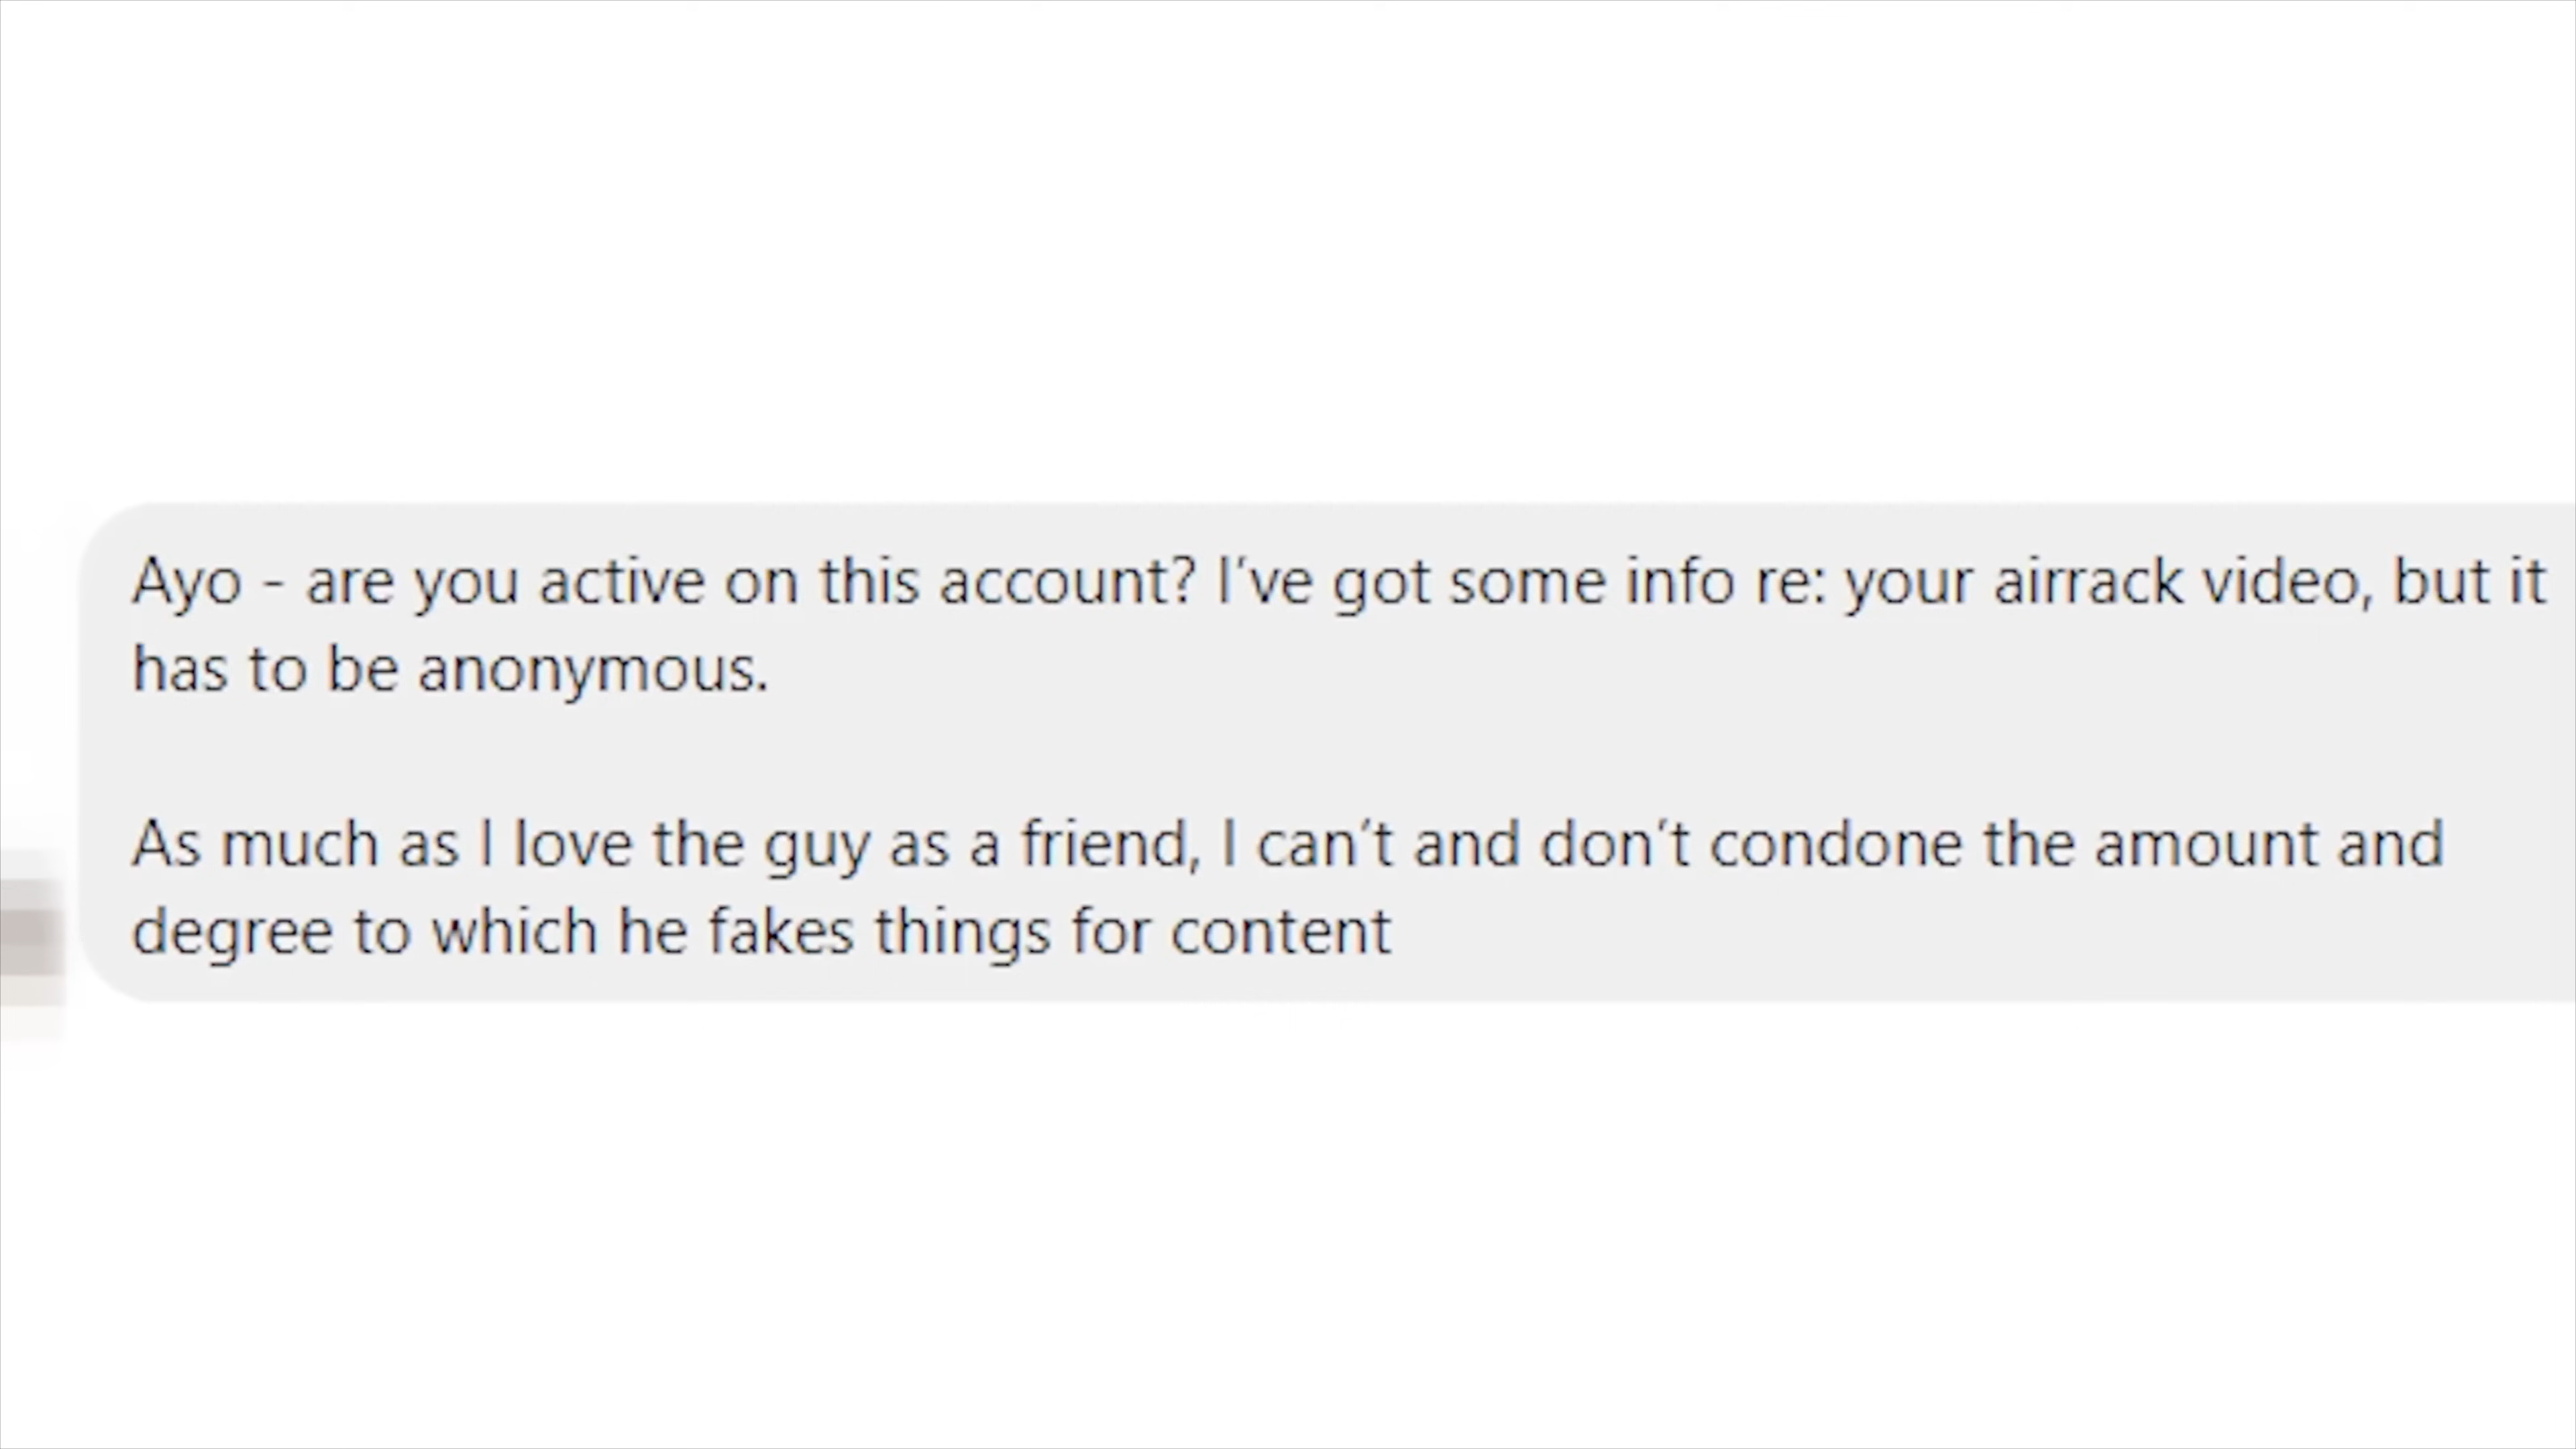 Ayo - are you active on this account? I've got some info re: your airrack video, but it
has to be anonymous.
As much as I love the guy as a friend, I can't and don't condone the amount and
degree to which he fakes things for content